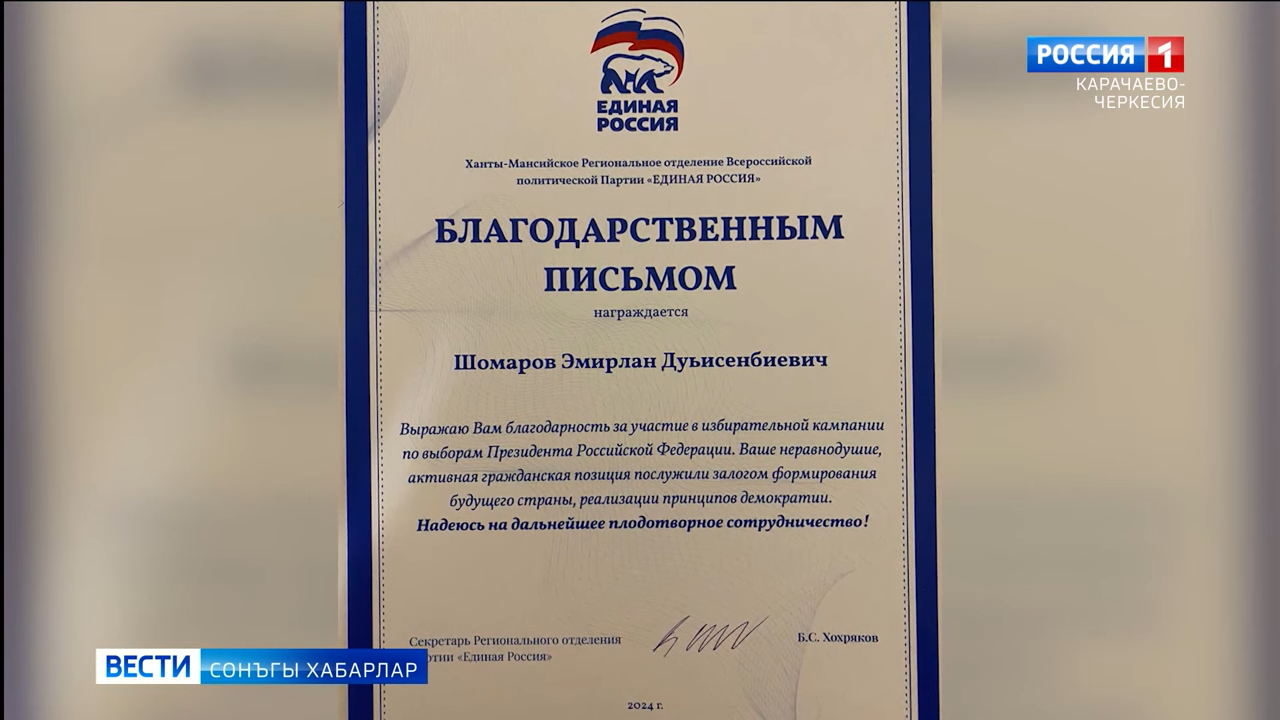 ЕДИНАЯ
РОССИЯ
РОССИЯ 1
КАРАЧАЕВО-
ЧЕРКЕСИЯ
Ханты-Мансийское Региональное отделение Всероссийской
политической Партии «ЕДИНАЯ РОССИЯ»
БЛАГОДАРСТВЕННЫМ
ПИСЬМОМ
награждается
Шомаров Эмирлан Дуьисенбиевич
Выражаю Вам благодарность за участие в избирательной кампании
по выборам Президента Российской Федерации. Ваше неравнодушие,
активная гражданская позиция послужили залогом формирования
будущего страны, реализации принципов демократии.
Надеюсь на дальнейшее плодотворное сотрудничество!
Секретарь Регионального отделения
«Единая Россия»
Б.С. Хохряков
ВЕСТИ СОНЪГЫ ХАБАРЛАР
2024 г.